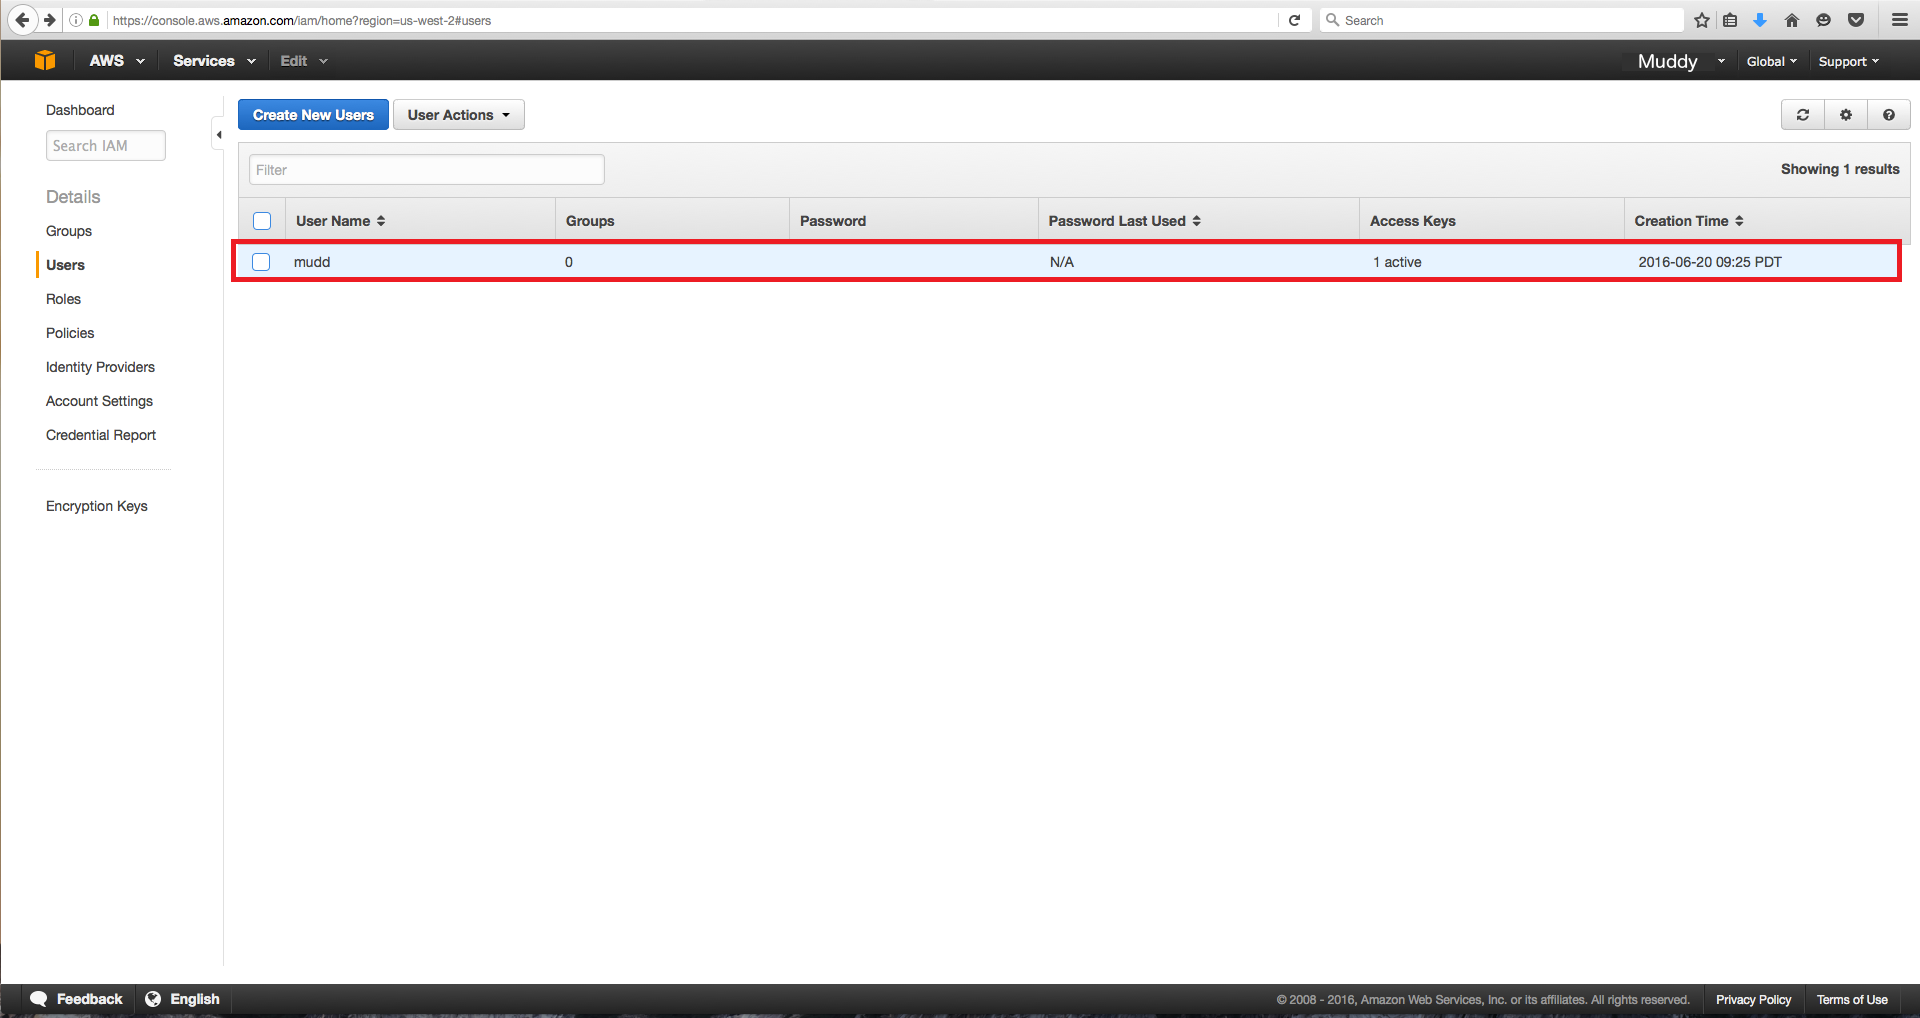 https://console.aws.amazon.com/iam/home?region=us-west-2#users
Search
AWS Services Edit Muddy Global Support
Dashboard
Search IAM
Details
Groups
Users
Roles
Policies
Identity Providers
Account Settings
Credential Report
Encryption Keys
Create New Users User Actions
Filter
Showing 1 results
User Name Groups Password Password Last Used Access Keys Creation Time
mudd 0 N/A 1 active 2016-06-20 09:25 PDT
Feedback English © 2008 - 2016, Amazon Web Services, Inc. or its affiliates. All rights reserved. Privacy Policy Terms of Use